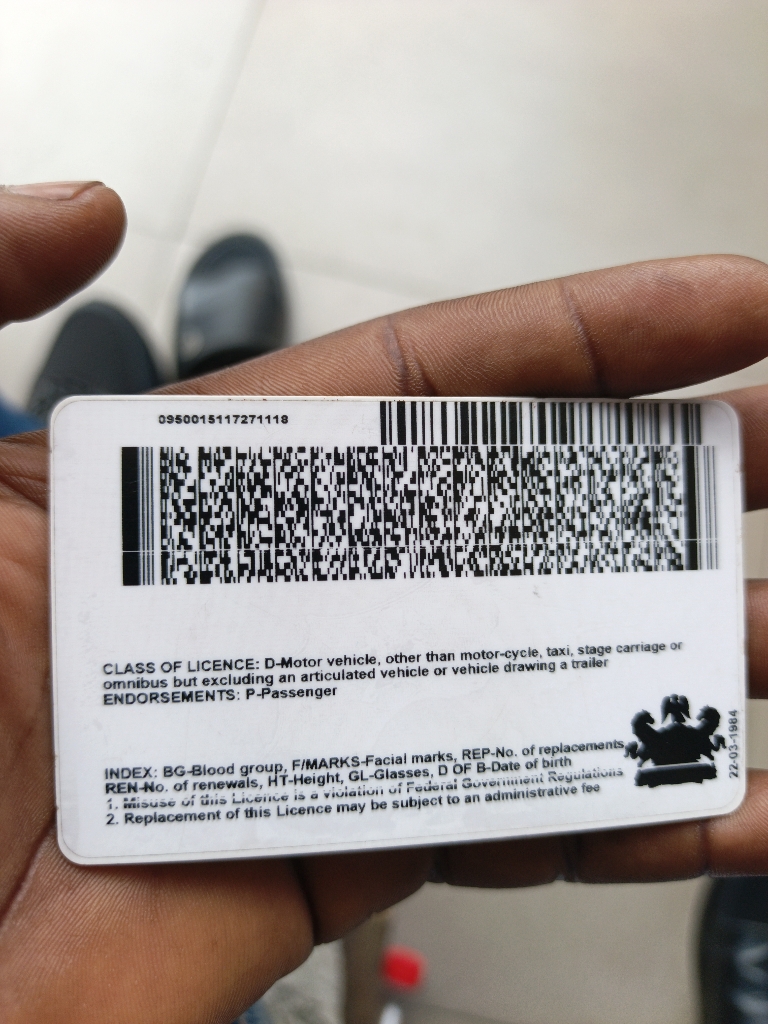 0950015117271118
CLASS OF LICENCE: D-Motor vehicle, other than motor-cycle, taxi, stage carriage or
omnibus but excluding an articulated vehicle or vehicle drawing a trailer
ENDORSEMENTS: P-Passenger
INDEX: BG-Blood group, F/MARKS-Facial marks, REP-No. of replacements
REN-No. of renewals, HT-Height, GL-Glasses, D OF B-Date of birth
1. Misuse of this Licence is a violation of Federal Government Regulations
2. Replacement of this Licence may be subject to an administrative fee
22-03-1984